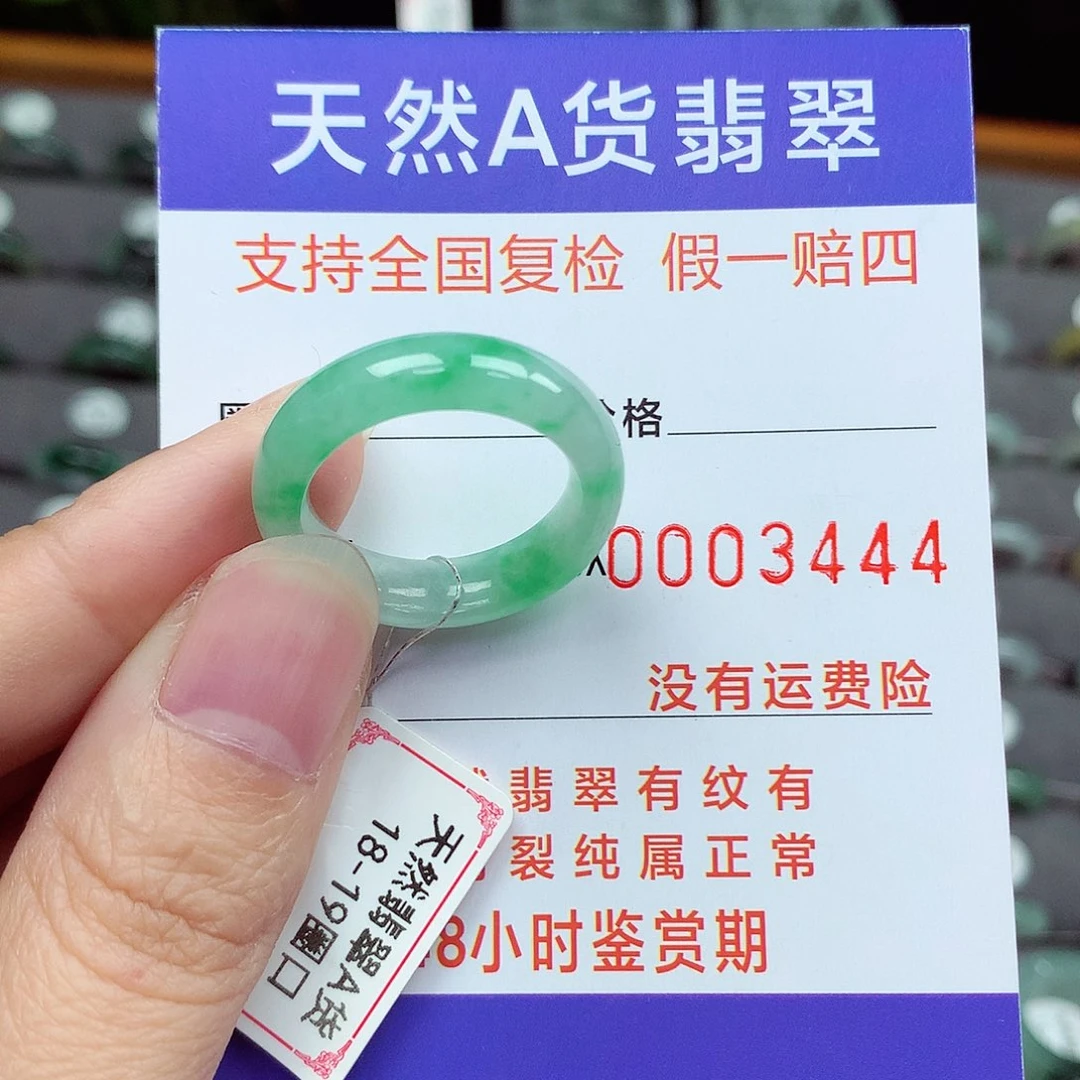 天然A货翡翠
支持全国复检 假一赔四
格
0003444
没有运费险
翡翠有纹有
裂纯属正常
8小时鉴赏期
天然翡翠A货
18-19圈口